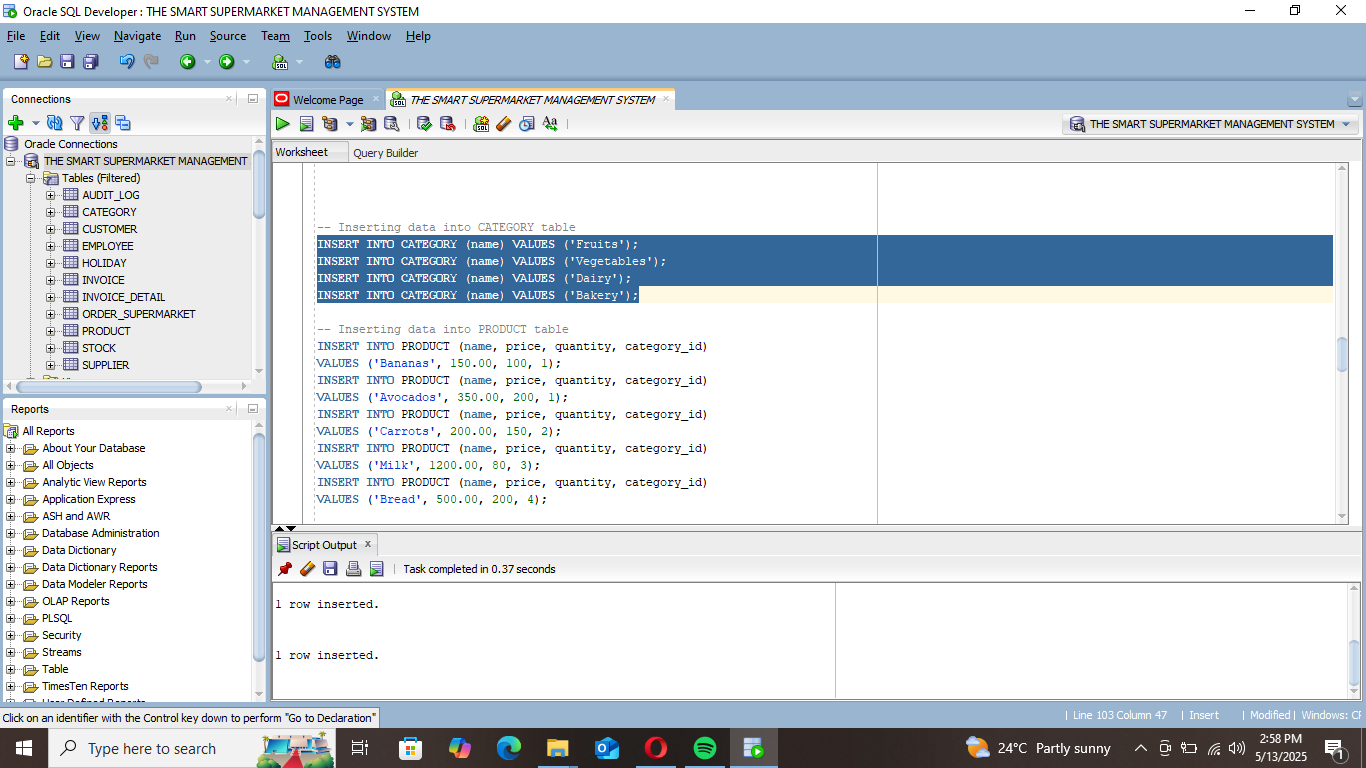 Oracle SQL Developer : THE SMART SUPERMARKET MANAGEMENT SYSTEM
File Edit View Navigate Run Source Team Tools Window Help
Connections
Oracle Connections
THE SMART SUPERMARKET MANAGEMENT
Tables (Filtered)
AUDIT_LOG
CATEGORY
CUSTOMER
EMPLOYEE
HOLIDAY
INVOICE
INVOICE_DETAIL
ORDER_SUPERMARKET
PRODUCT
STOCK
SUPPLIER
Reports
All Reports
About Your Database
All Objects
Analytic View Reports
Application Express
ASH and AWR
Database Administration
Data Dictionary
Data Dictionary Reports
Data Modeler Reports
OLAP Reports
PLSQL
Security
Streams
Table
TimesTen Reports
Welcome Page
THE SMART SUPERMARKET MANAGEMENT SYSTEM
THE SMART SUPERMARKET MANAGEMENT SYSTEM
Worksheet Query Builder
-- Inserting data into CATEGORY table
INSERT INTO CATEGORY (name) VALUES ('Fruits');
INSERT INTO CATEGORY (name) VALUES ('Vegetables');
INSERT INTO CATEGORY (name) VALUES ('Dairy');
INSERT INTO CATEGORY (name) VALUES ('Bakery');
-- Inserting data into PRODUCT table
INSERT INTO PRODUCT (name, price, quantity, category_id)
VALUES ('Bananas', 150.00, 100, 1);
INSERT INTO PRODUCT (name, price, quantity, category_id)
VALUES ('Avocados', 350.00, 200, 1);
INSERT INTO PRODUCT (name, price, quantity, category_id)
VALUES ('Carrots', 200.00, 150, 2);
INSERT INTO PRODUCT (name, price, quantity, category_id)
VALUES ('Milk', 1200.00, 80, 3);
INSERT INTO PRODUCT (name, price, quantity, category_id)
VALUES ('Bread', 500.00, 200, 4);
Script Output
Task completed in 0.37 seconds
1 row inserted.
1 row inserted.
Click on an identifier with the Control key down to perform "Go to Declaration"
Line 103 Column 47 | Insert | Modified | Windows: CF
Type here to search
24°C Partly sunny
2:58 PM
5/13/2025
1